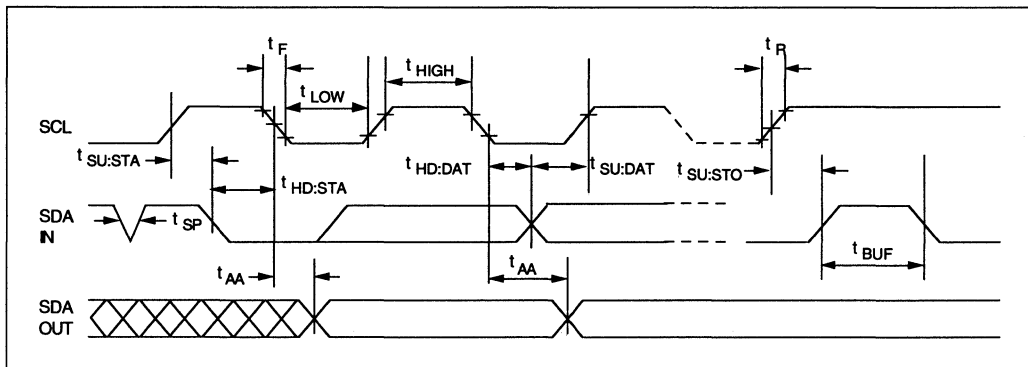 t F
t R
t HIGH
t LOW
SCL
t SU:STA
t HD:STA
t HD:DAT
t SU:DAT
t SU:STO
SDA
IN
t SP
t BUF
t AA
t AA
SDA
OUT